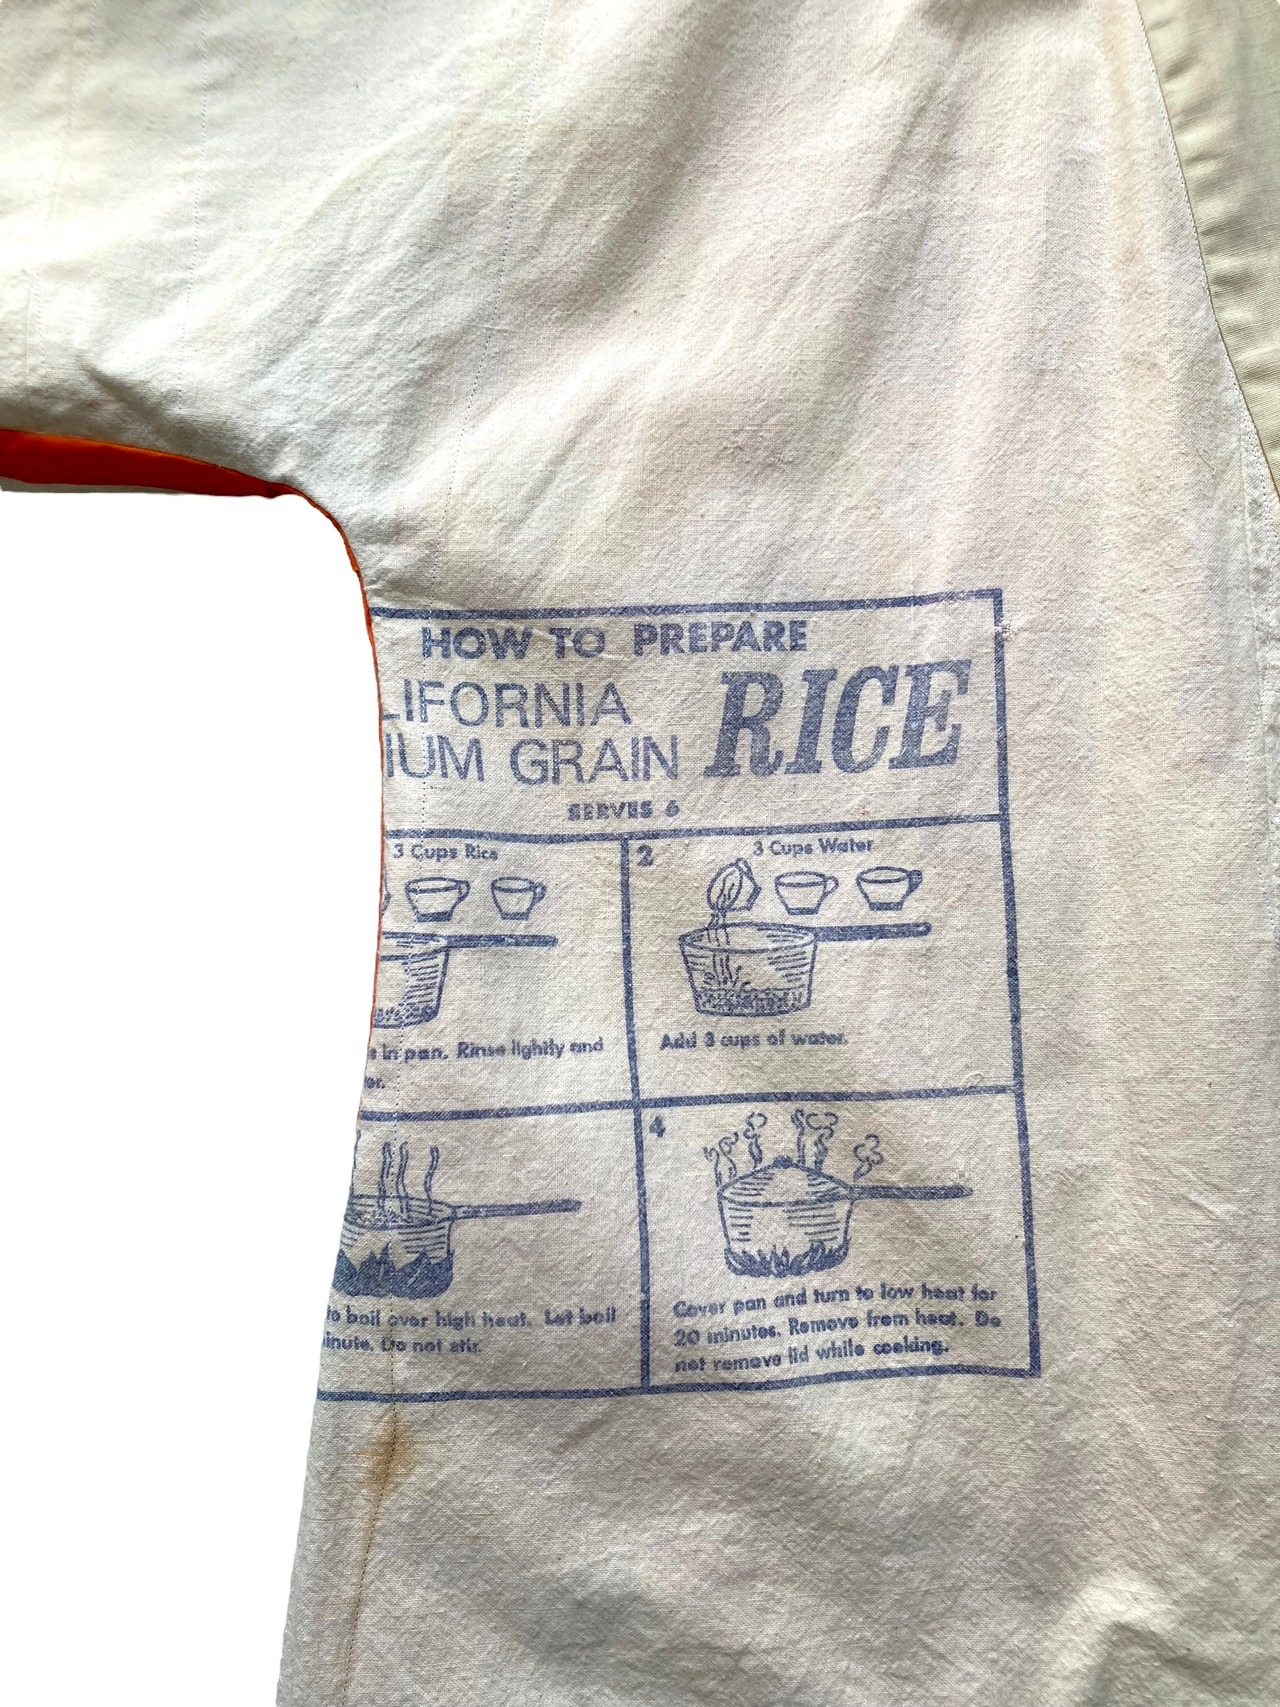 HOW TO PREPARE
LIFORNIA
IUM GRAIN RICE
SERVES 6
3 Cups Rice
in pan. Rinse lightly and
er.
2
3 Cups Water
Add 3 cups of water.
to boil over high heat. Let boil
inute. Do not stir.
4
Cover pan and turn to low heat for
20 minutes. Remove from heat. Do
not remove lid while cooking.